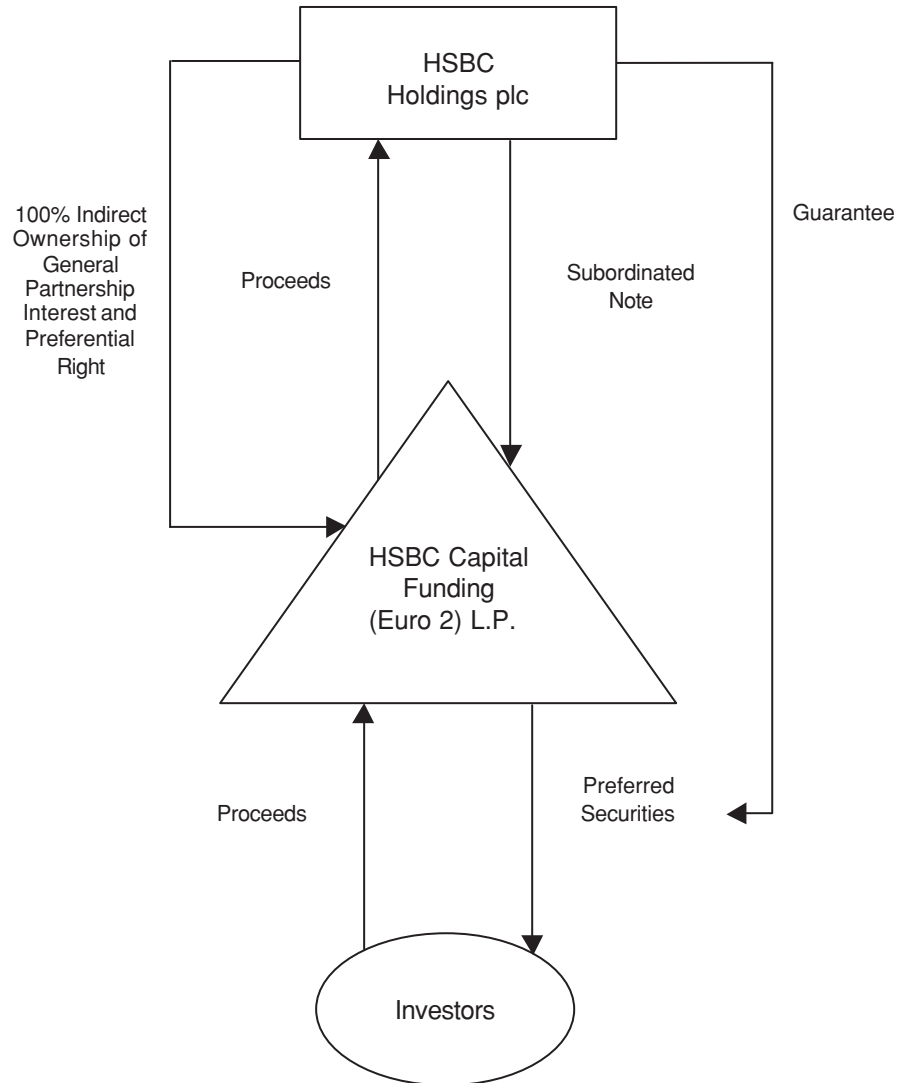 HSBC
Holdings plc
100% Indirect
Ownership of
General
Partnership
Interest and
Preferential
Right
Proceeds
Subordinated
Note
Guarantee
HSBC Capital
Funding
(Euro 2) L.P.
Proceeds
Preferred
Securities
Investors